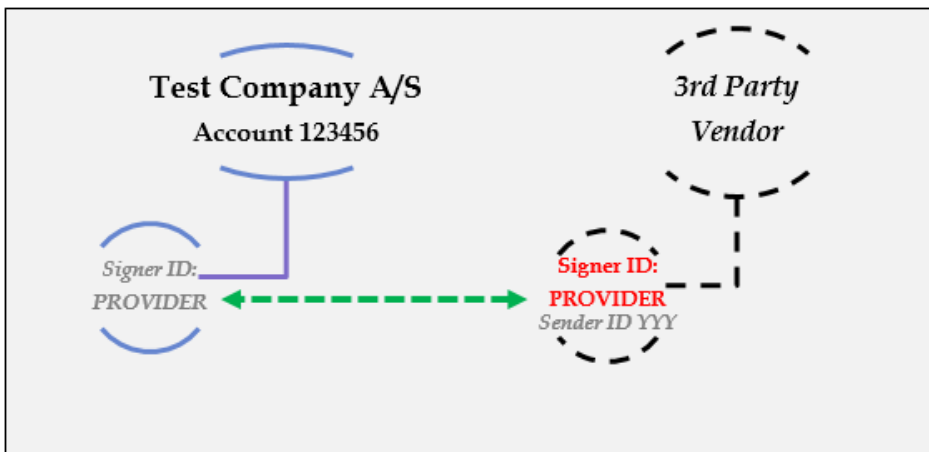 Test Company A/S
Account 123456
3rd Party
Vendor
Signer ID:
PROVIDER
Signer ID:
PROVIDER
Sender ID YYY